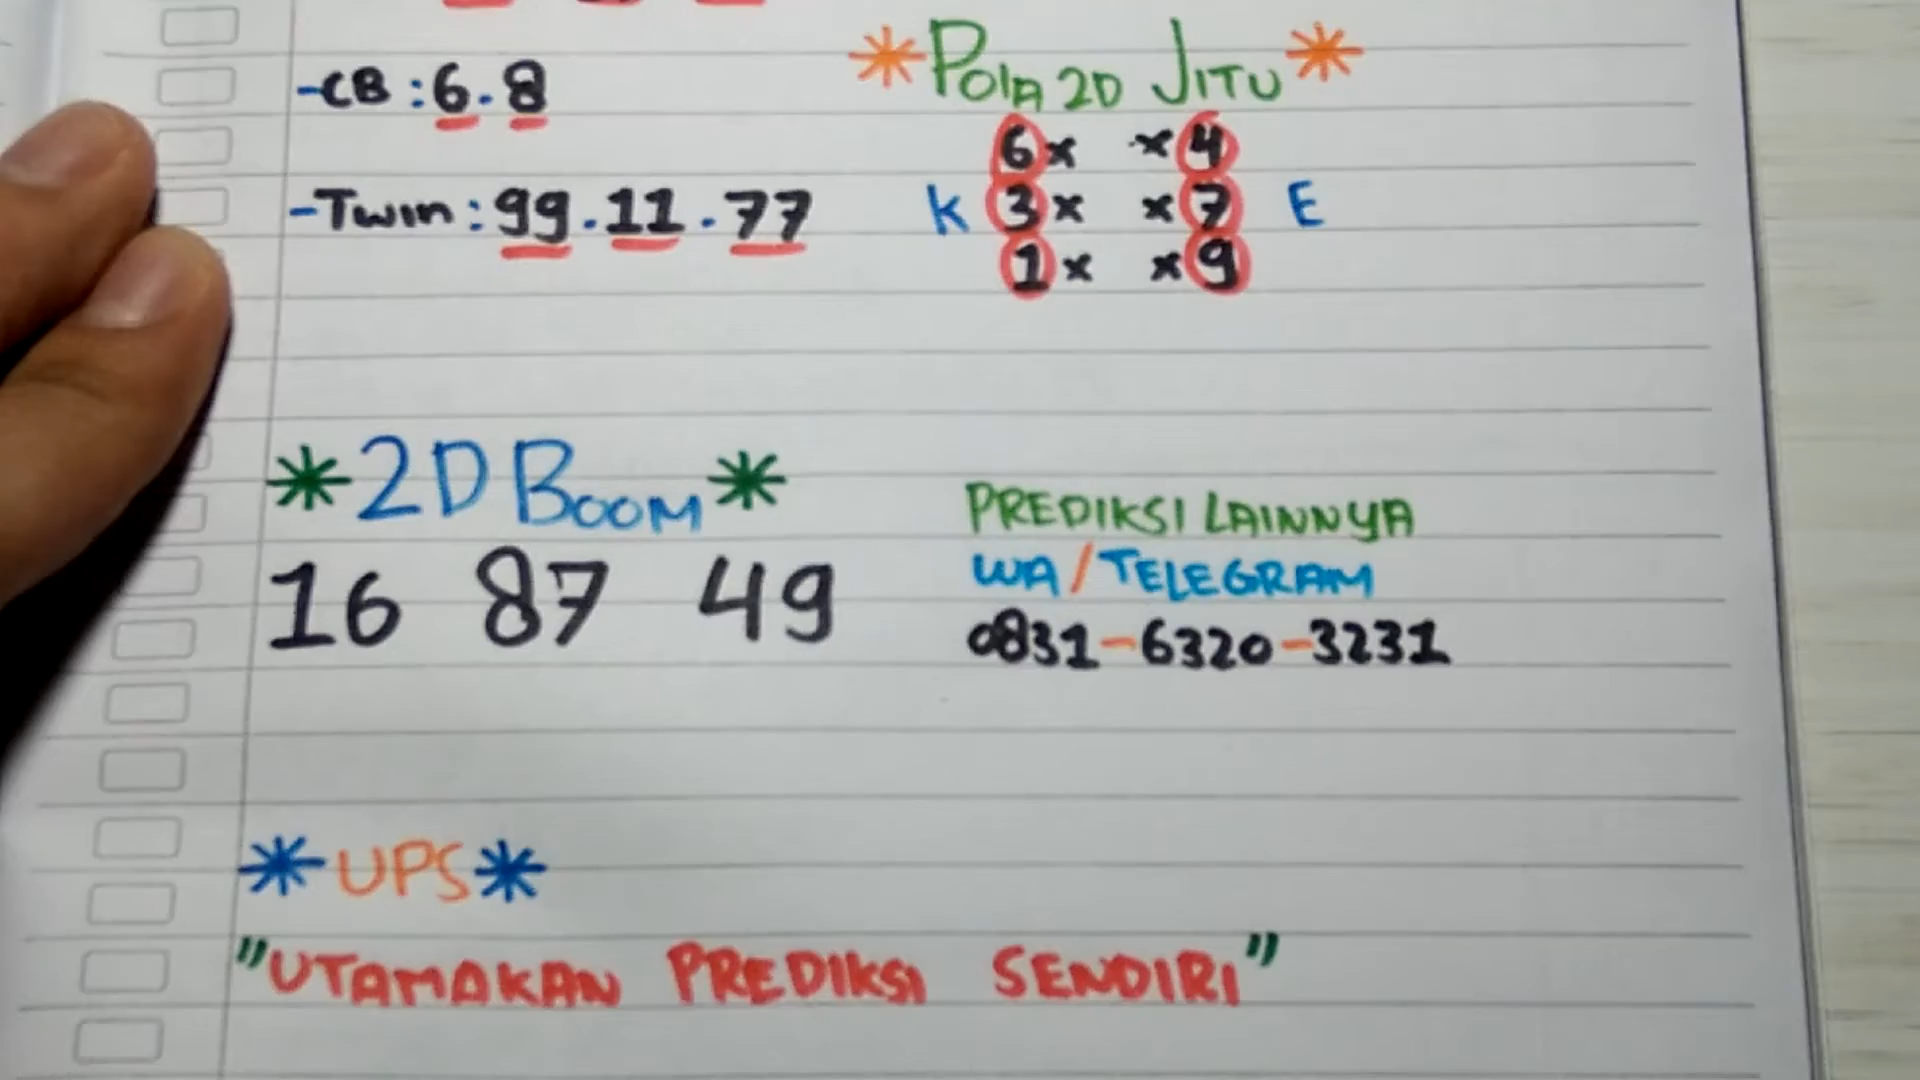 -CB : 6 . 8
-Twin : 99 . 11 . 77
*Pola 2D JITU*
6x x4
K 3x x7 E
1x x9
*2D BOOM*
16 87 49
PREDIKSI LAINNYA
WA/TELEGRAM
0831-6320-3231
*UPS*
"UTAMAKAN PREDIKSI SENDIRI"